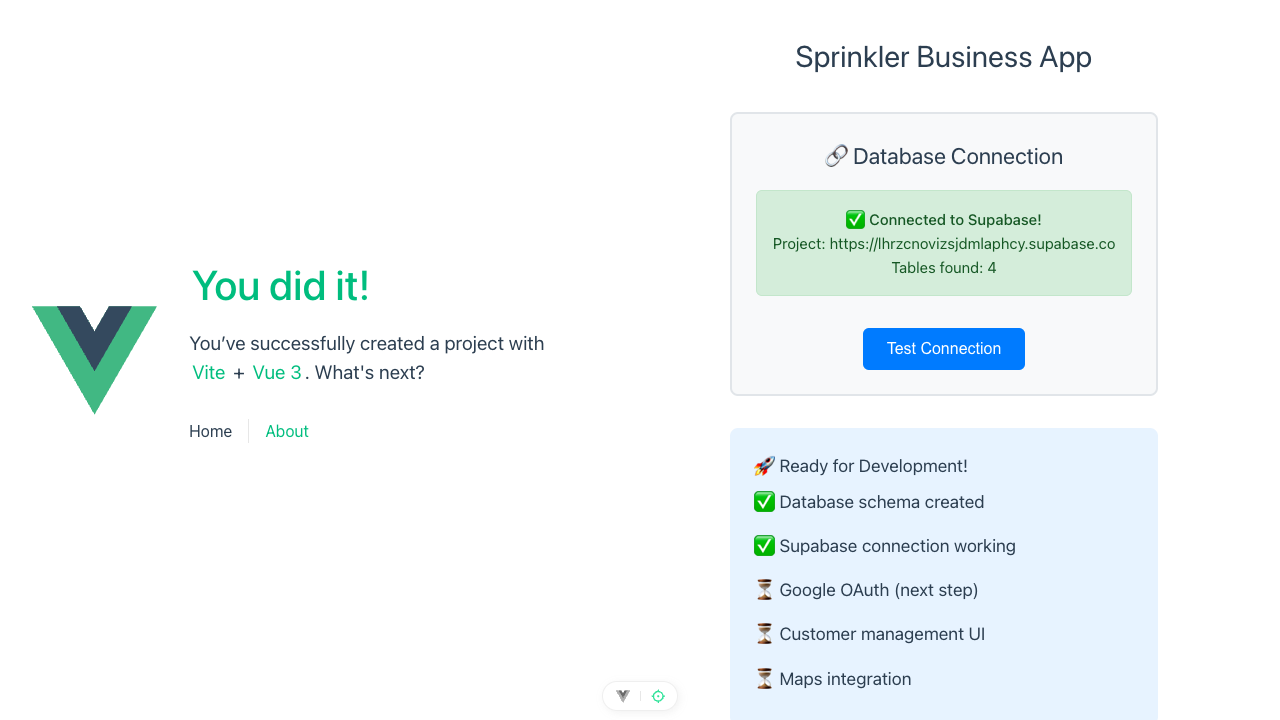 You did it!
You’ve successfully created a project with
Vite + Vue 3. What's next?
Home
About
Sprinkler Business App
🔗 Database Connection
✅ Connected to Supabase!
Project: https://lhrzcnovizsjdmlaphcy.supabase.co
Tables found: 4
Test Connection
🚀 Ready for Development!
✅ Database schema created
✅ Supabase connection working
⏳ Google OAuth (next step)
⏳ Customer management UI
⏳ Maps integration